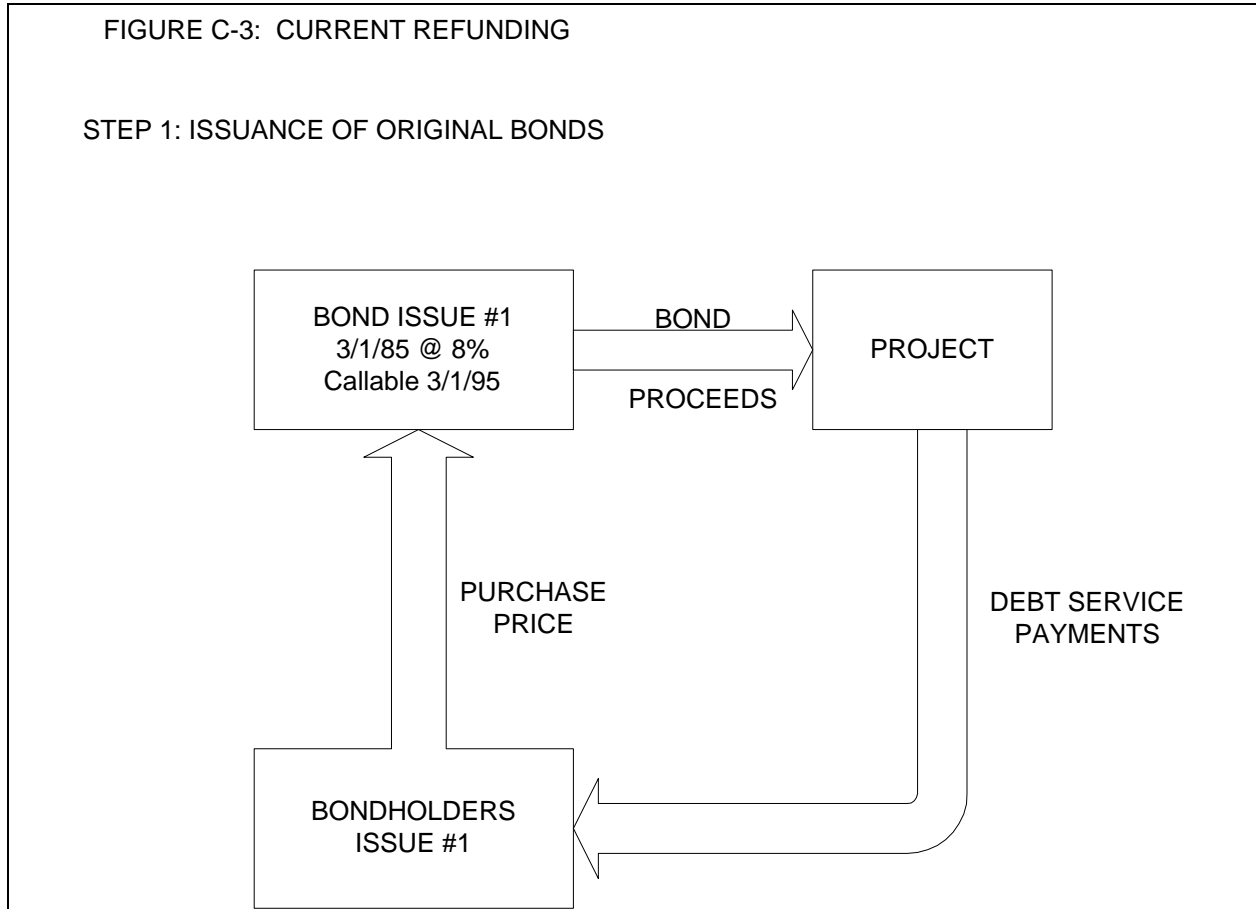 FIGURE C-3: CURRENT REFUNDING
STEP 1: ISSUANCE OF ORIGINAL BONDS
BOND ISSUE #1
3/1/85 @ 8%
Callable 3/1/95
BOND
PROCEEDS
PROJECT
PURCHASE
PRICE
DEBT SERVICE
PAYMENTS
BONDHOLDERS
ISSUE #1